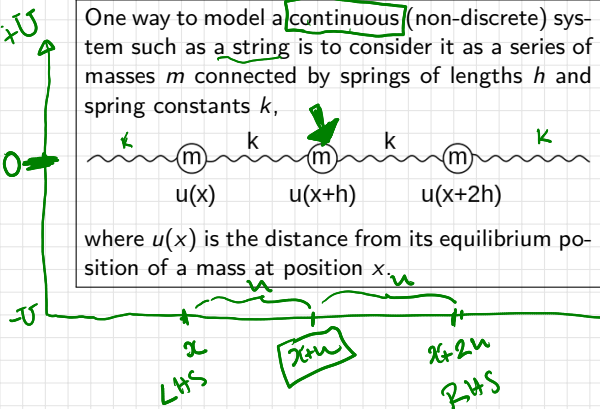 +U
One way to model a continuous (non-discrete) sys-
tem such as a string is to consider it as a series of
masses m connected by springs of lengths h and
spring constants k,
k k k k
0 m m m
u(x) u(x+h) u(x+2h)
where u(x) is the distance from its equilibrium po-
sition of a mass at position x.
-U h h
x x+h x+2h
LHS RHS